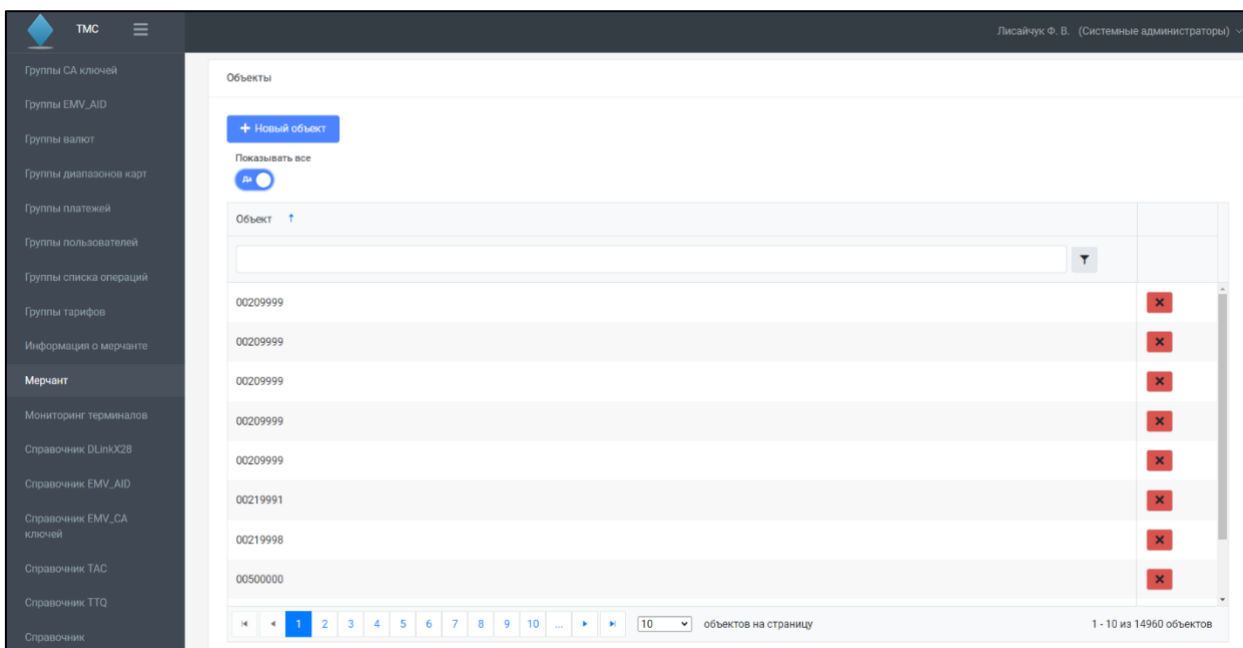 ТМС
Лисайчук Ф. В. (Системные администраторы)
Группы CA ключей
Группы EMV_AID
Группы валют
Группы диапазонов карт
Группы платежей
Группы пользователей
Группы списка операций
Группы тарифов
Информация о мерчанте
Мерчант
Мониторинг терминалов
Справочник DLinkX28
Справочник EMV_AID
Справочник EMV_CA
ключей
Справочник TAC
Справочник TTQ
Справочник
Объекты
+ Новый объект
Показывать все
Да
Объект ↑
00209999
00209999
00209999
00209999
00209999
00219991
00219998
00500000
1 2 3 4 5 6 7 8 9 10 ... 10 объектов на страницу 1 - 10 из 14960 объектов